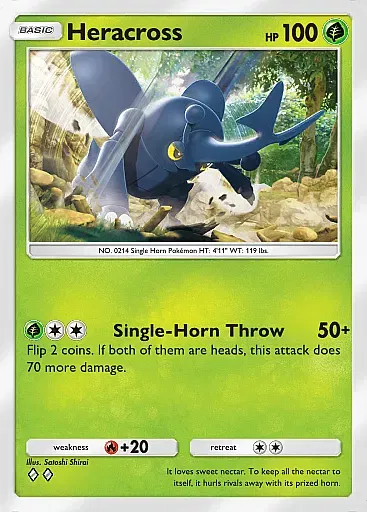 BASIC Heracross HP 100
NO. 0214 Single Horn Pokémon HT: 4'11" WT: 119 lbs.
Single-Horn Throw 50+
Flip 2 coins. If both of them are heads, this attack does
70 more damage.
weakness +20 retreat
Illus. Satoshi Shirai
It loves sweet nectar. To keep all the nectar to
itself, it hurls rivals away with its prized horn.